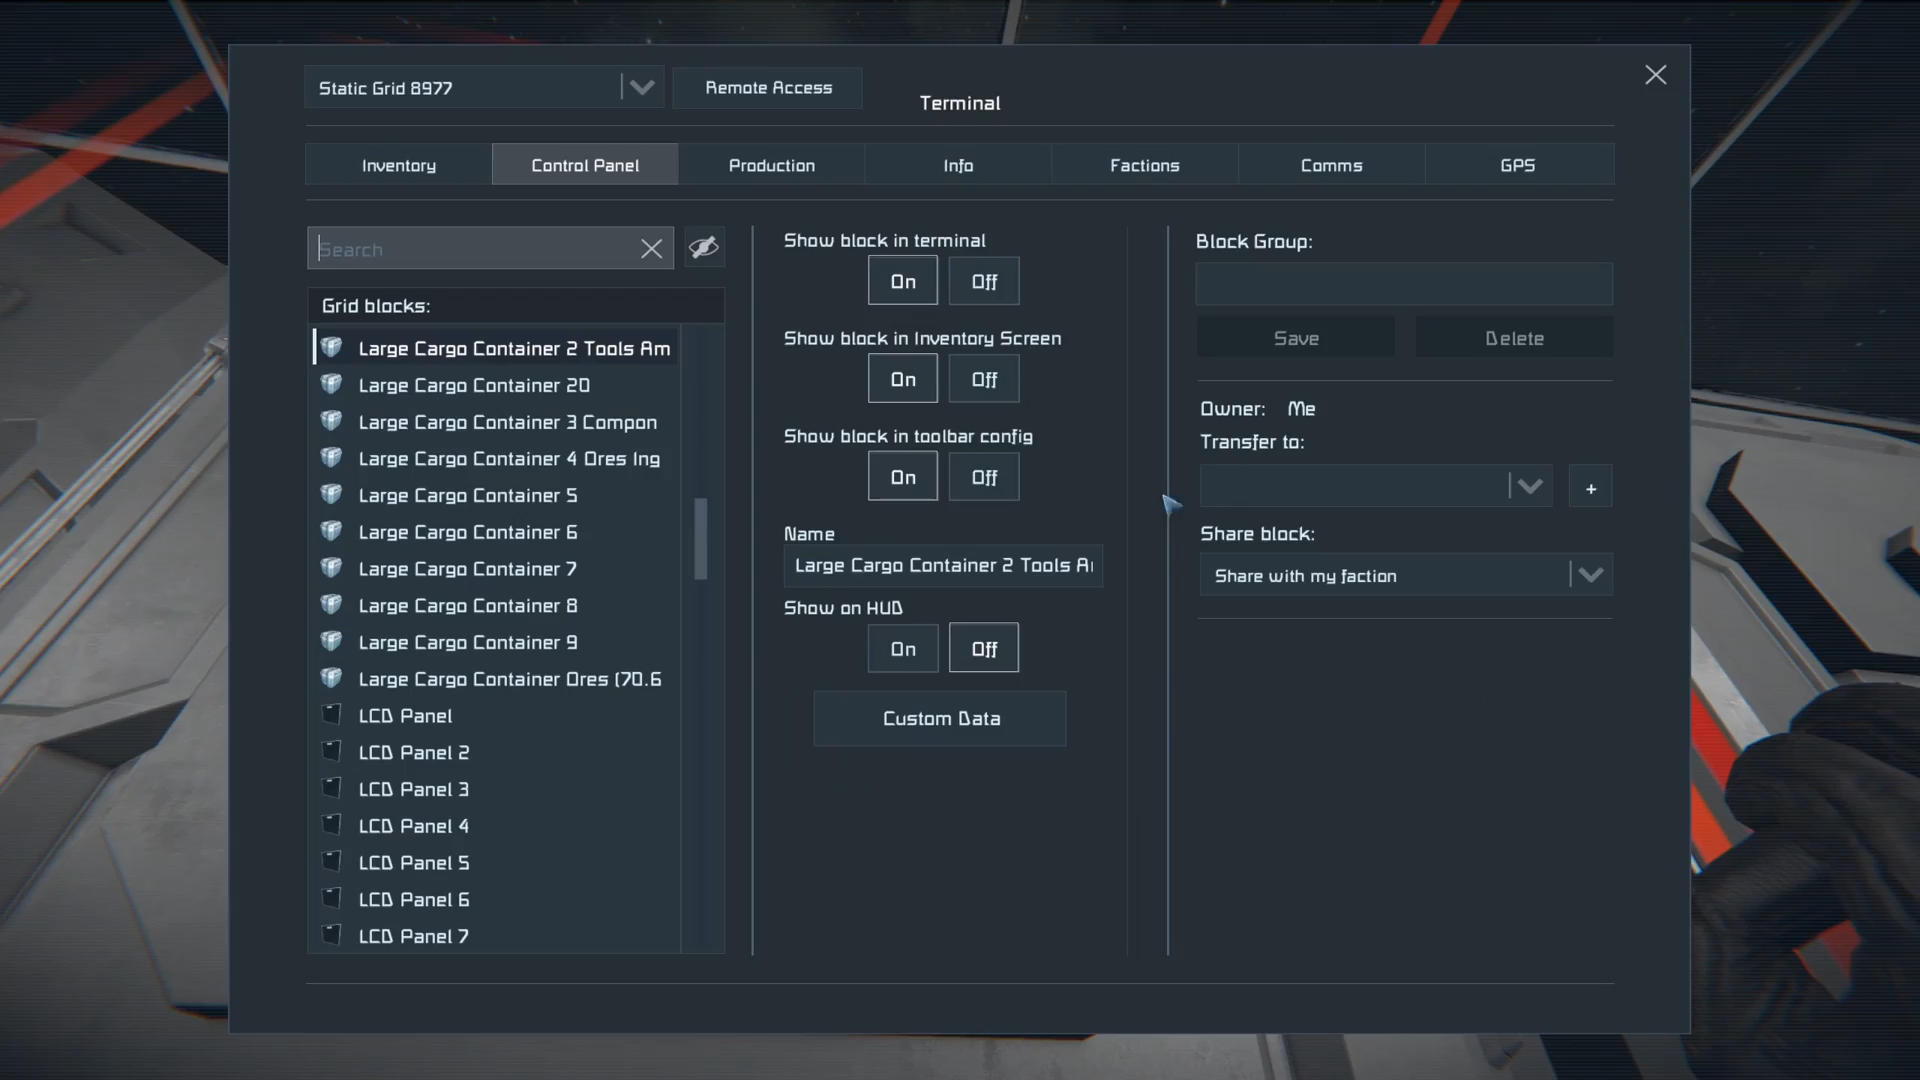 Static Grid 8977
Remote Access
Terminal
Inventory
Control Panel
Production
Info
Factions
Comms
GPS
Search
Grid blocks:
Large Cargo Container 2 Tools Am
Large Cargo Container 20
Large Cargo Container 3 Compon
Large Cargo Container 4 Ores Ing
Large Cargo Container 5
Large Cargo Container 6
Large Cargo Container 7
Large Cargo Container 8
Large Cargo Container 9
Large Cargo Container Ores (70.6
LCD Panel
LCD Panel 2
LCD Panel 3
LCD Panel 4
LCD Panel 5
LCD Panel 6
LCD Panel 7
Show block in terminal
On Off
Show block in Inventory Screen
On Off
Show block in toolbar config
On Off
Name
Large Cargo Container 2 Tools A
Show on HUD
On Off
Custom Data
Block Group:
Save Delete
Owner: Me
Transfer to:
+
Share block:
Share with my faction